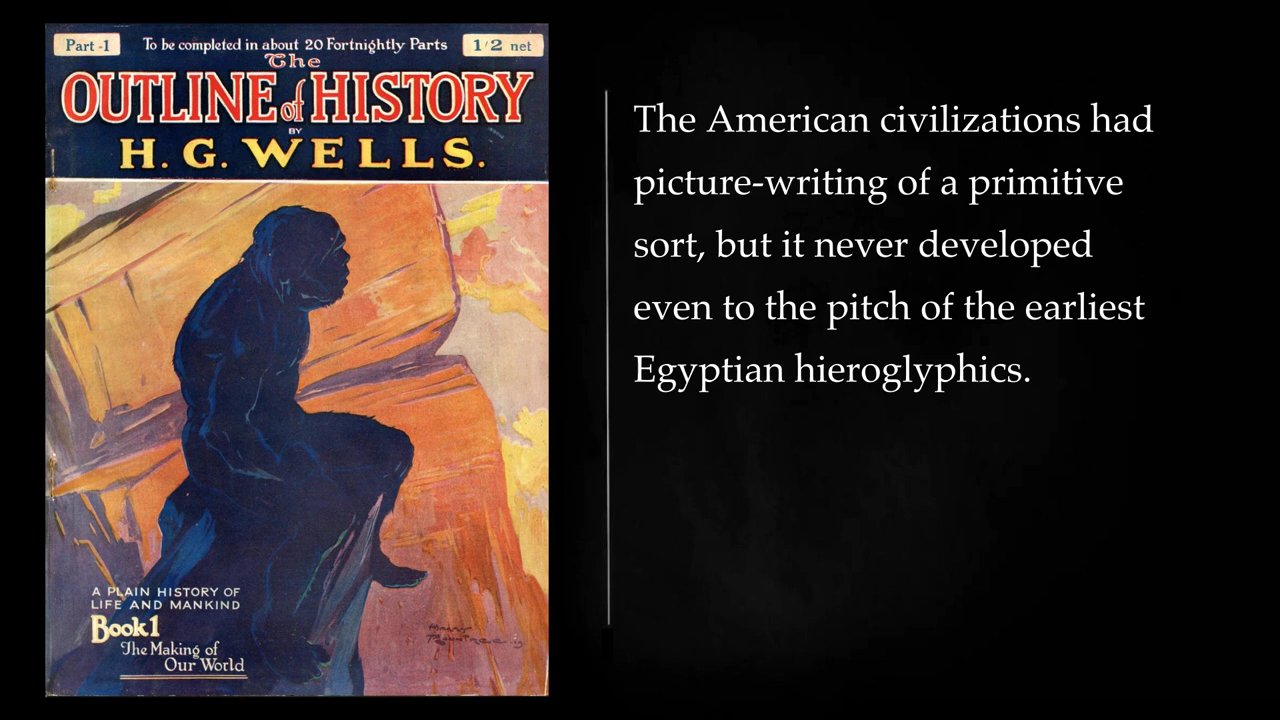 Part -1
To be completed in about 20 Fortnightly Parts
1/2 net
The
OUTLINE of HISTORY
BY
H. G. WELLS.
A PLAIN HISTORY OF
LIFE AND MANKIND
Book 1
The Making of
Our World
The American civilizations had
picture-writing of a primitive
sort, but it never developed
even to the pitch of the earliest
Egyptian hieroglyphics.